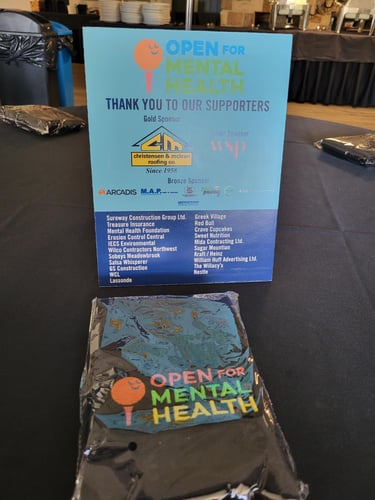 OPEN FOR
MENTAL
HEALTH
THANK YOU TO OUR SUPPORTERS
Gold Sponsor
christensen & mclean
roofing co.
Since 1958
wsp
Bronze Sponsor
ARCADIS
M.A.P.
Sureway Construction Group Ltd.
Treasure Insurance
Mental Health Foundation
Erosion Control Central
IECS Environmental
Wilco Contractors Northwest
Sobeys Meadowbrook
Salsa Whisperer
GS Construction
WCL
Lassonde
Greek Village
Red Bull
Crave Cupcakes
Sweet Nutrition
Mida Contracting Ltd.
Sugar Mountian
Kraft / Heinz
William Huff Advertising Ltd.
The Willacy's
Nestle
OPEN FOR
MENTAL
HEALTH